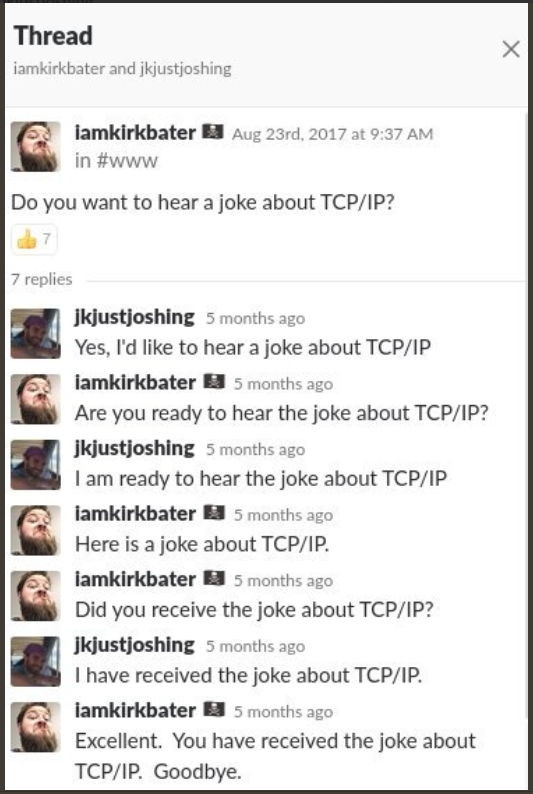 Thread
iamkirkbater and jkjustjoshing
iamkirkbater Aug 23rd, 2017 at 9:37 AM
in #www
Do you want to hear a joke about TCP/IP?
7
7 replies
jkjustjoshing 5 months ago
Yes, I'd like to hear a joke about TCP/IP
iamkirkbater 5 months ago
Are you ready to hear the joke about TCP/IP?
jkjustjoshing 5 months ago
I am ready to hear the joke about TCP/IP
iamkirkbater 5 months ago
Here is a joke about TCP/IP.
iamkirkbater 5 months ago
Did you receive the joke about TCP/IP?
jkjustjoshing 5 months ago
I have received the joke about TCP/IP.
iamkirkbater 5 months ago
Excellent.  You have received the joke about
TCP/IP.  Goodbye.